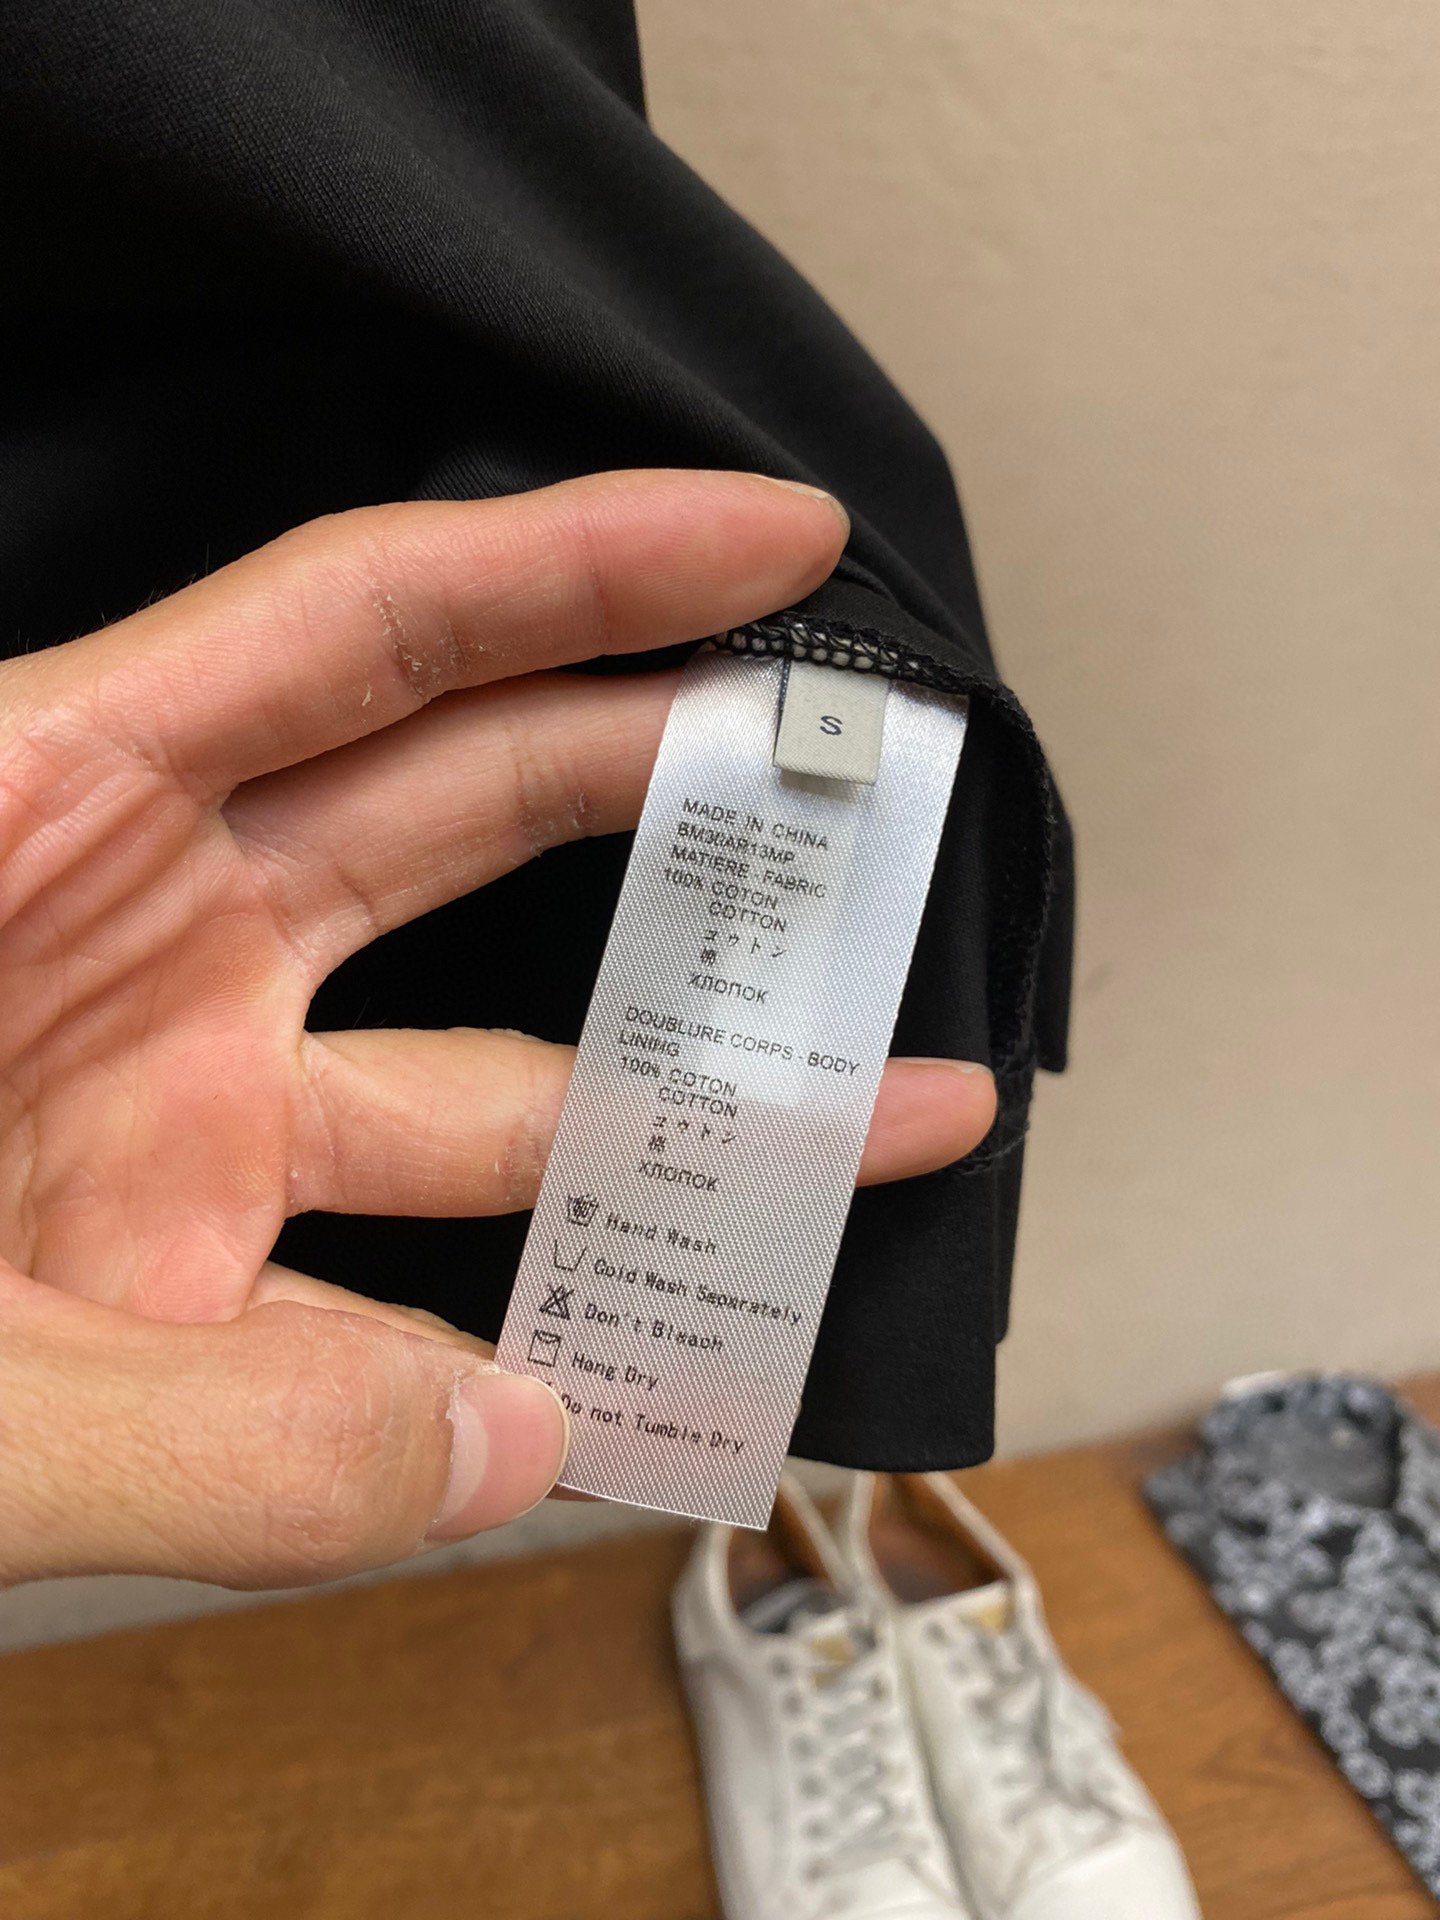 S
MADE IN CHINA
BM30AR13MP
MATIERE - FABRIC
100% COTON
COTTON
コットン
棉
ХЛОПОК
DOUBLURE CORPS - BODY
LINING
100% COTON
COTTON
コットン
棉
ХЛОПОК
Hand Wash
Cold Wash Separately
Don't Bleach
Hang Dry
Do not Tumble Dry